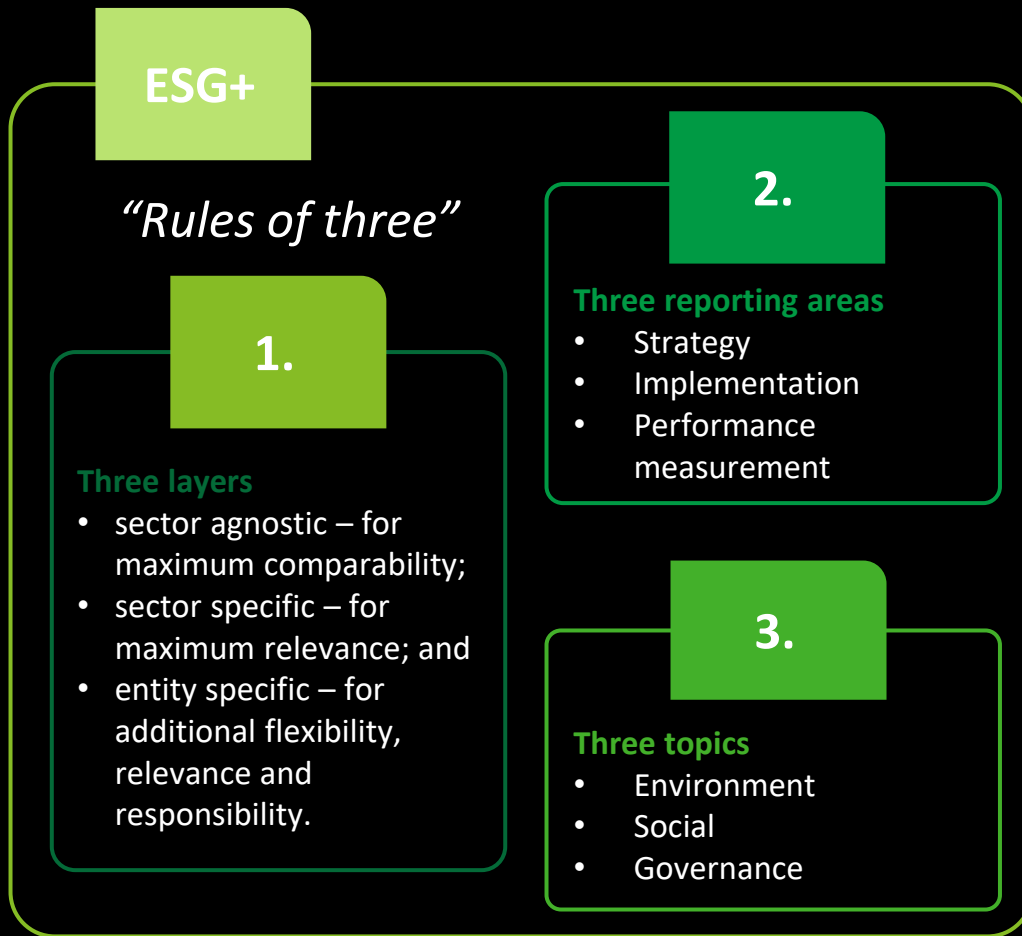 ESG+
“Rules of three”
1.
Three layers
• sector agnostic – for
maximum comparability;
• sector specific – for
maximum relevance; and
• entity specific – for
additional flexibility,
relevance and
responsibility.
2.
Three reporting areas
• Strategy
• Implementation
• Performance
measurement
3.
Three topics
• Environment
• Social
• Governance